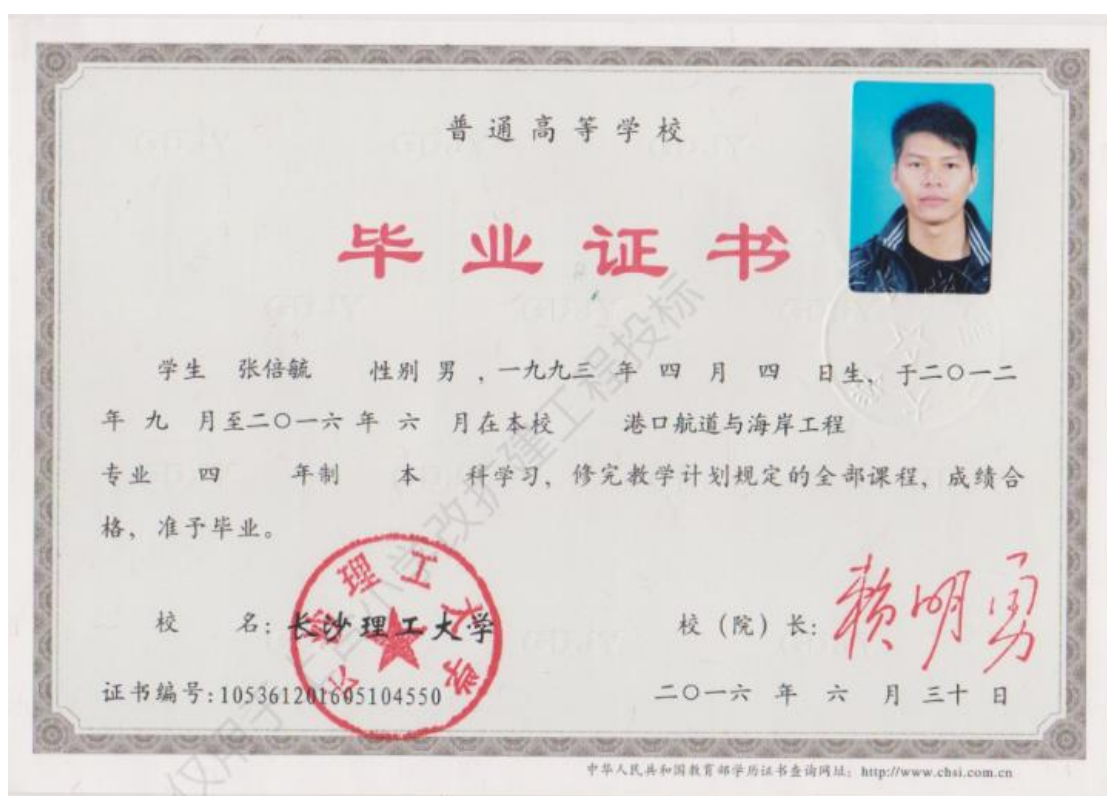 普通高等学校
毕业证书
学生 张倍毓 性别 男 ，一九九三 年 四 月 四 日生，于二〇一二
年 九 月至二〇一六 年 六 月在本校 港口航道与海岸工程
专业 四 年制 本 科学习，修完教学计划规定的全部课程，成绩合
格，准予毕业。
校 名：长沙理工大学
校（院）长：赖明勇
证书编号：105361201605104550
二〇一六 年 六 月 三十 日
中华人民共和国教育部学历证书查询网址：http://www.chsi.com.cn
长沙理工大学